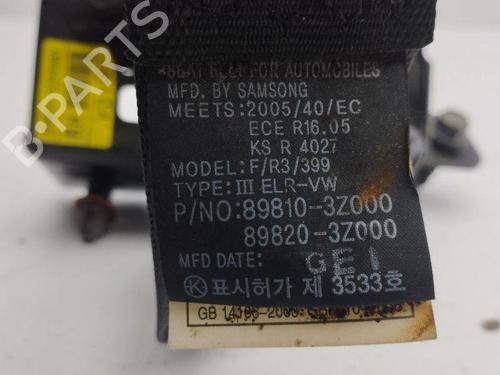 SEAT BELT FOR AUTOMOBILES
MFD. BY SAMSONG
MEETS:2005/40/EC
ECE R16.05
KS R 4027
MODEL:F/R3/399
TYPE:III ELR-VW
P/NO:89810-3Z000
89820-3Z000
MFD DATE: GE1
K 표시허가 제 3533호